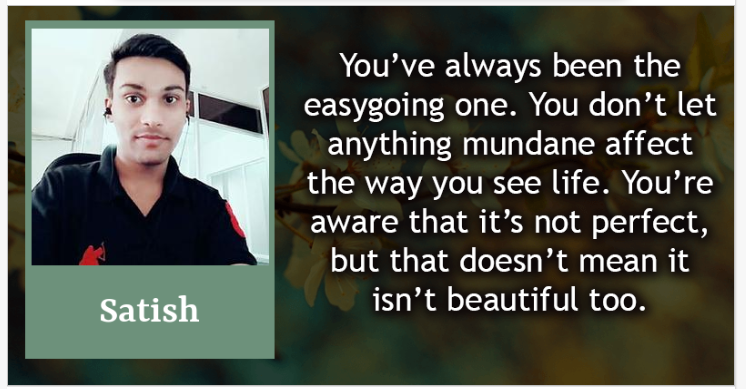 You’ve always been the
easygoing one. You don’t let
anything mundane affect
the way you see life. You’re
aware that it’s not perfect,
but that doesn’t mean it
isn’t beautiful too.
Satish